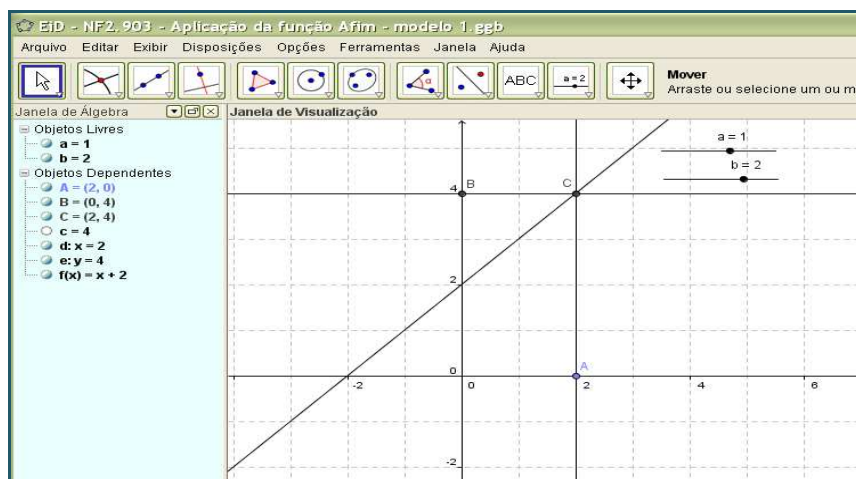 EiD - NF2.903 - Aplicação da função Afim - modelo 1.ggb
Arquivo Editar Exibir Disposições Opções Ferramentas Janela Ajuda
ABC
a=2
Mover
Arraste ou selecione um ou m
Janela de Álgebra
Janela de Visualização
Objetos Livres
a = 1
b = 2
Objetos Dependentes
A = (2, 0)
B = (0, 4)
C = (2, 4)
c = 4
d: x = 2
e: y = 4
f(x) = x + 2
a = 1
b = 2
4 B C
2
A
0
-2 0 2 4 6
-2